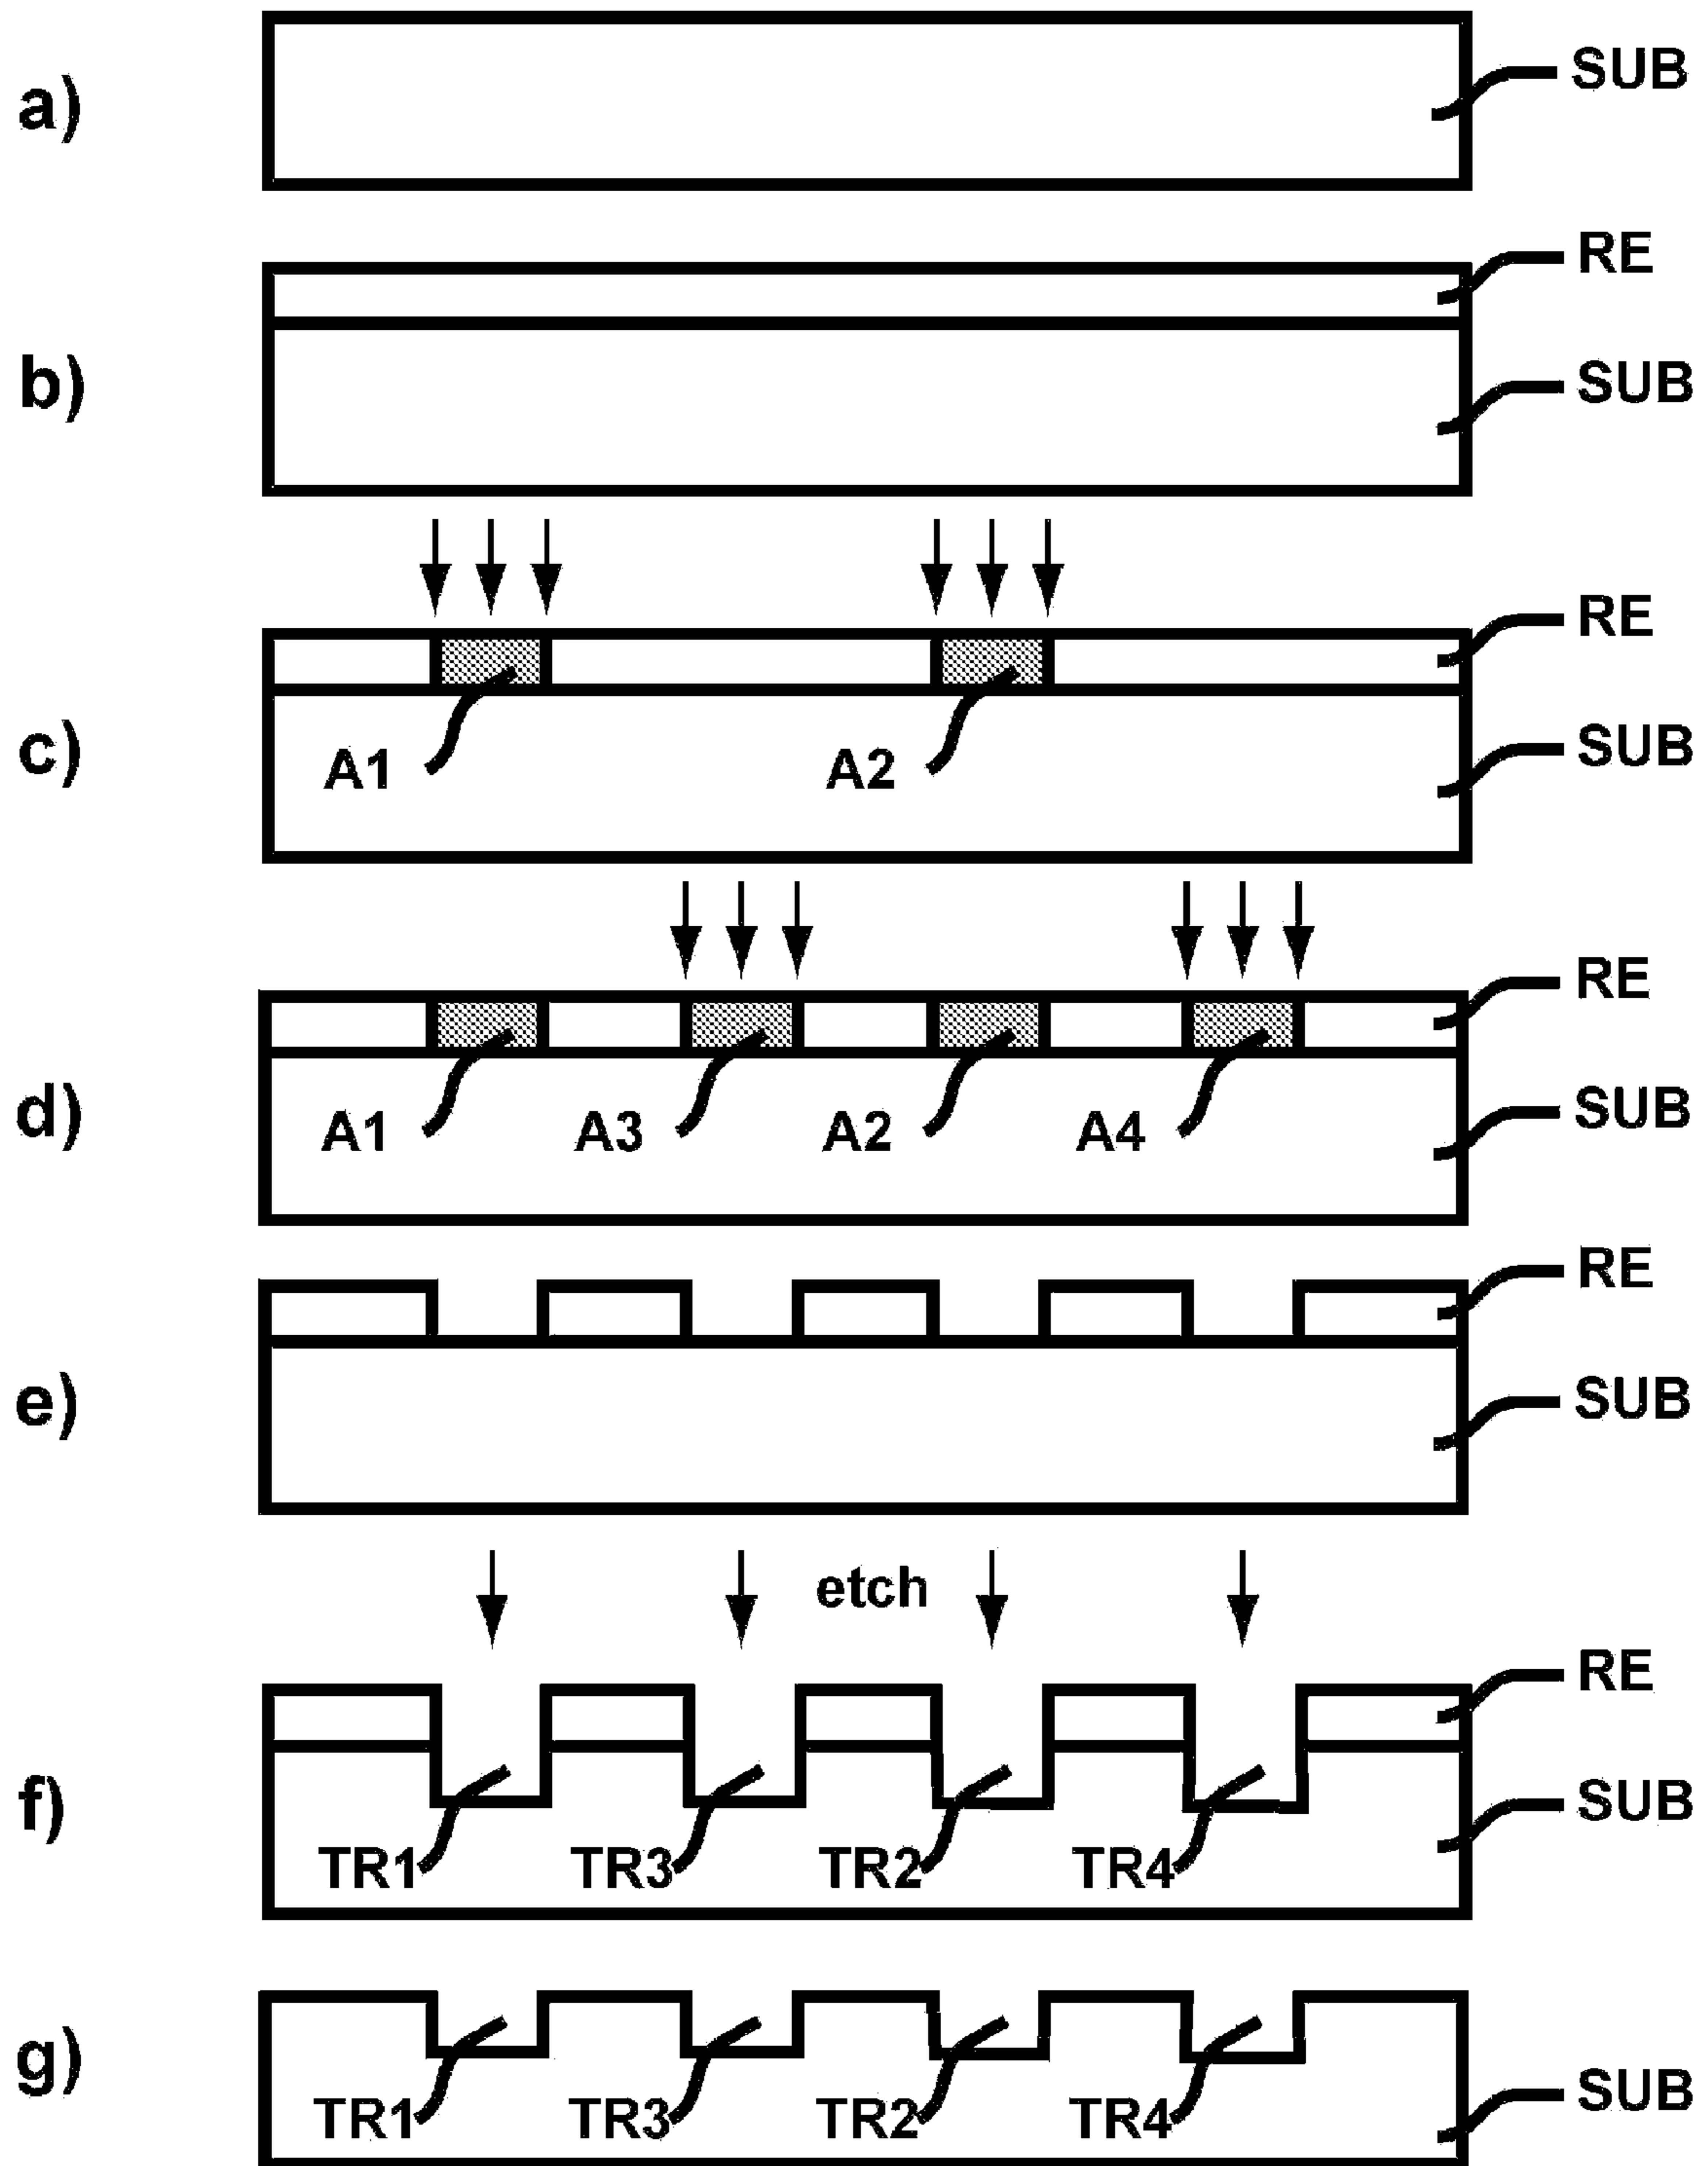 a) SUB
RE
b) SUB
RE
c) A1 A2 SUB
RE
d) A1 A3 A2 A4 SUB
RE
e) SUB
etch
RE
f) SUB
TR1 TR3 TR2 TR4
g) SUB
TR1 TR3 TR2 TR4